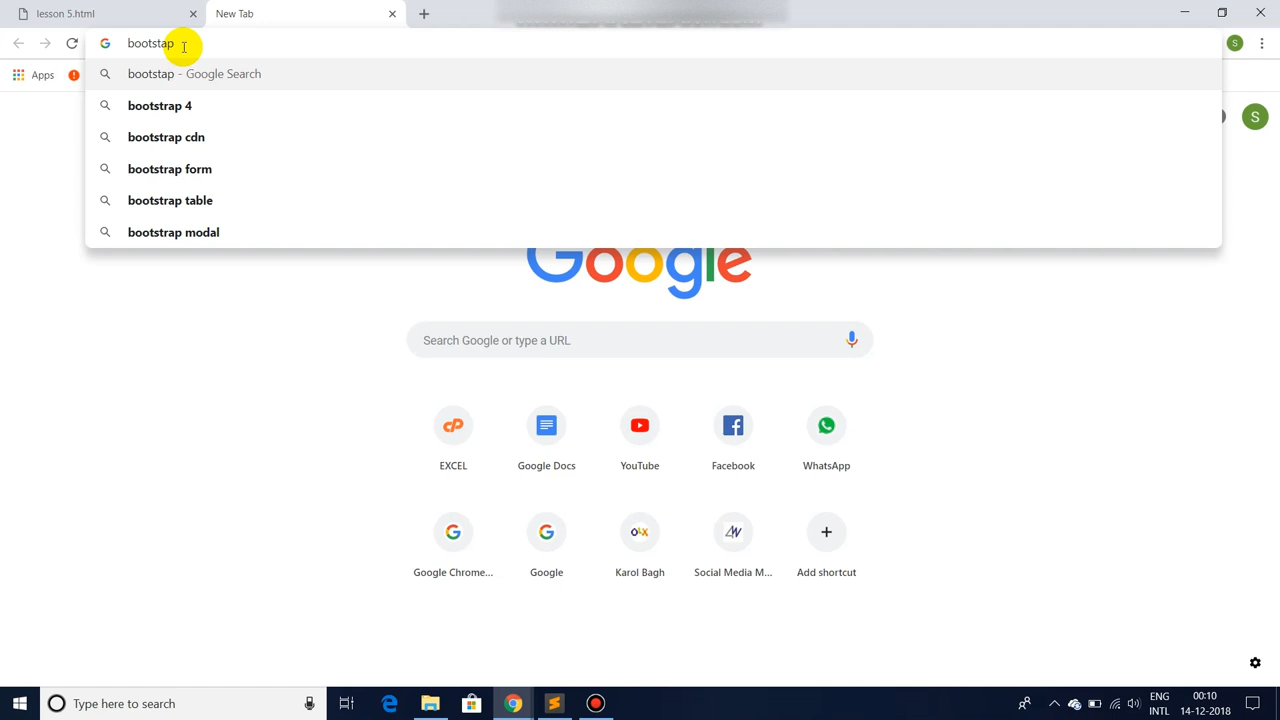 lesson 5.html
New Tab
bootstap
bootstap - Google Search
Apps
bootstrap 4
bootstrap cdn
bootstrap form
bootstrap table
bootstrap modal
S
S
Google
Search Google or type a URL
EXCEL
Google Docs
YouTube
Facebook
WhatsApp
Google Chrome...
Google
Karol Bagh
Social Media M...
Add shortcut
Type here to search
ENG
INTL
00:10
14-12-2018